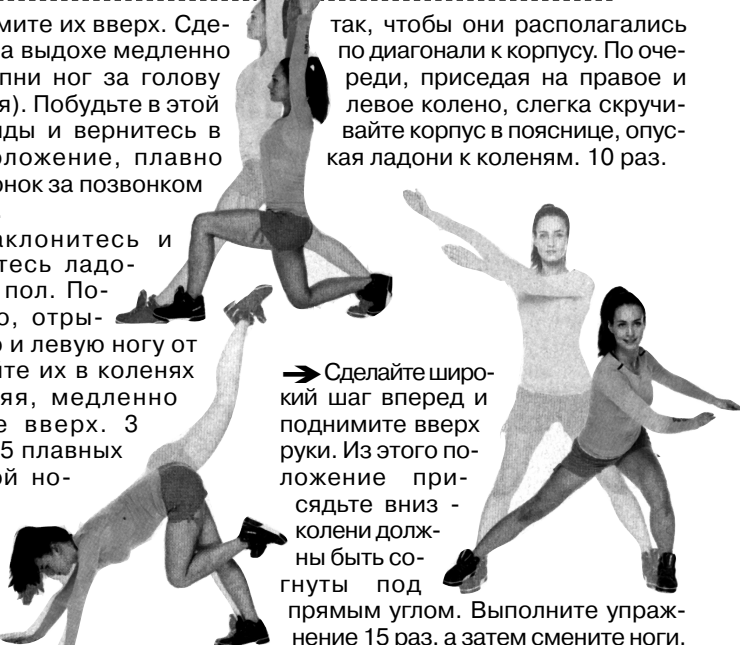 мите их вверх. Сде-
а выдохе медленно
пни ног за голову
я). Побудьте в этой
ды и вернитесь в
оложение, плавно
онок за позвонком
аклонитесь и
тесь ладо-
пол. По-
о, отры-
о и левую ногу от
ите их в коленях
яя, медленно
е вверх. 3
5 плавных
ой но-
так, чтобы они располагались
по диагонали к корпусу. По оче-
реди, приседая на правое и
левое колено, слегка скручи-
вайте корпус в пояснице, опус-
кая ладони к коленям. 10 раз.
➔ Сделайте широ-
кий шаг вперед и
поднимите вверх
руки. Из этого по-
ложение при-
сядьте вниз -
колени долж-
ны быть со-
гнуты под
прямым углом. Выполните упраж-
нение 15 раз, а затем смените ноги.